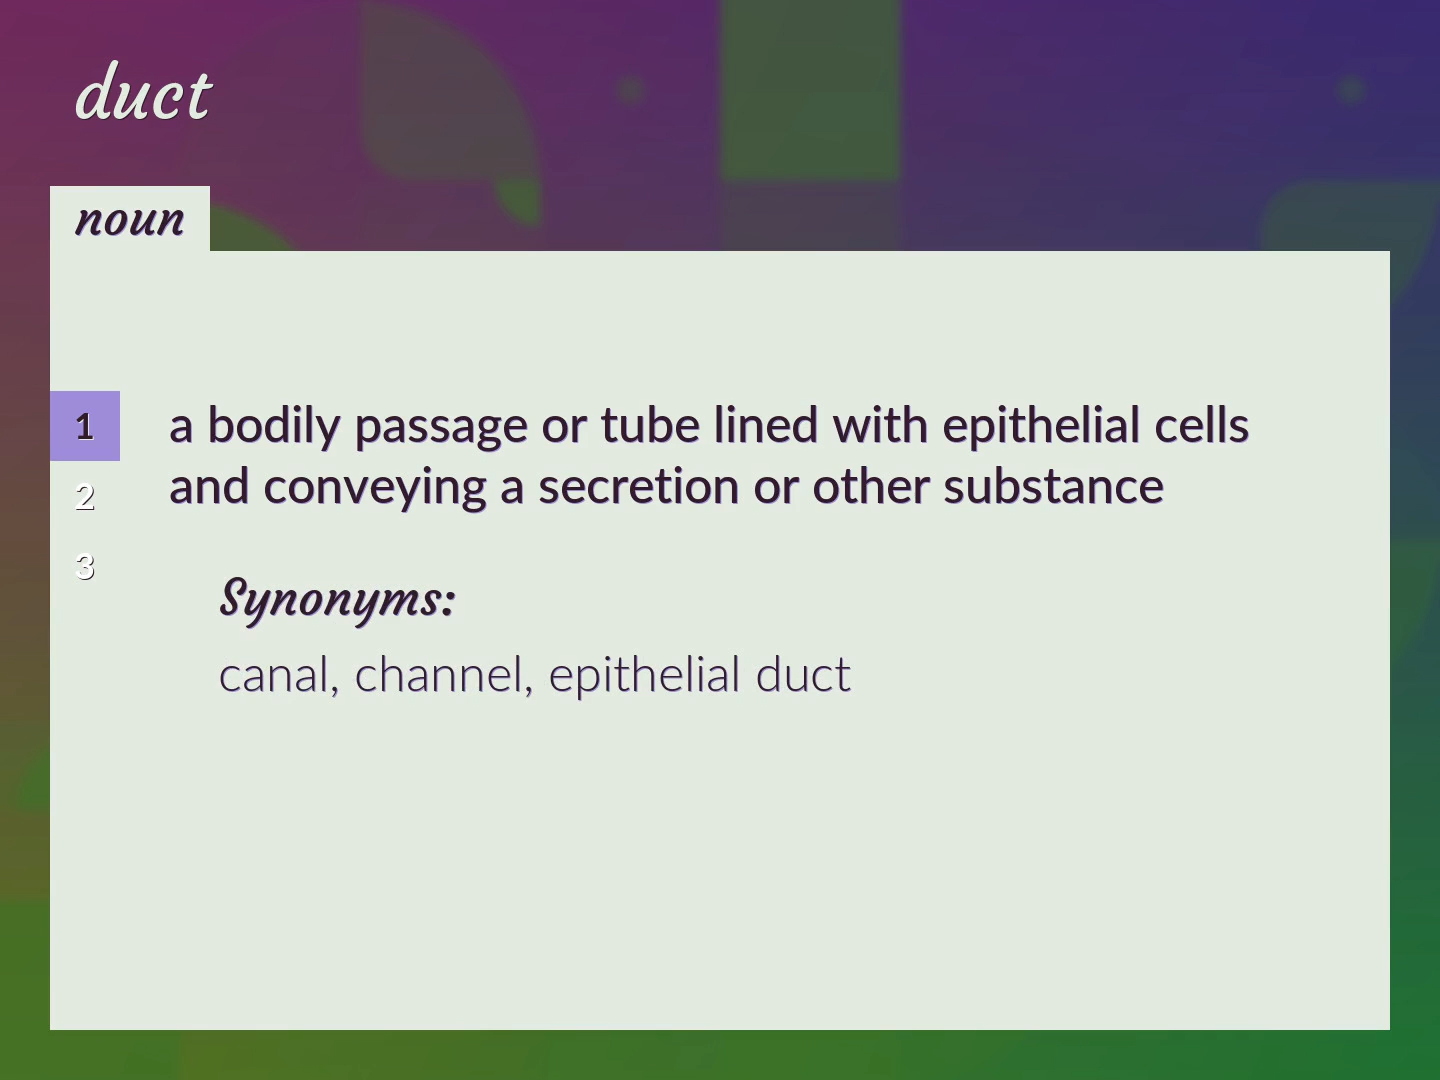 duct
noun
1
a bodily passage or tube lined with epithelial cells
and conveying a secretion or other substance
2
3
Synonyms:
canal, channel, epithelial duct